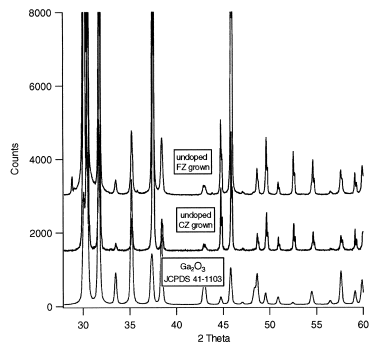 8000
6000
4000
2000
0
Counts
undoped
FZ grown
undoped
CZ grown
Ga2O3
JCPDS 41-1103
30 35 40 45 50 55 60
2 Theta